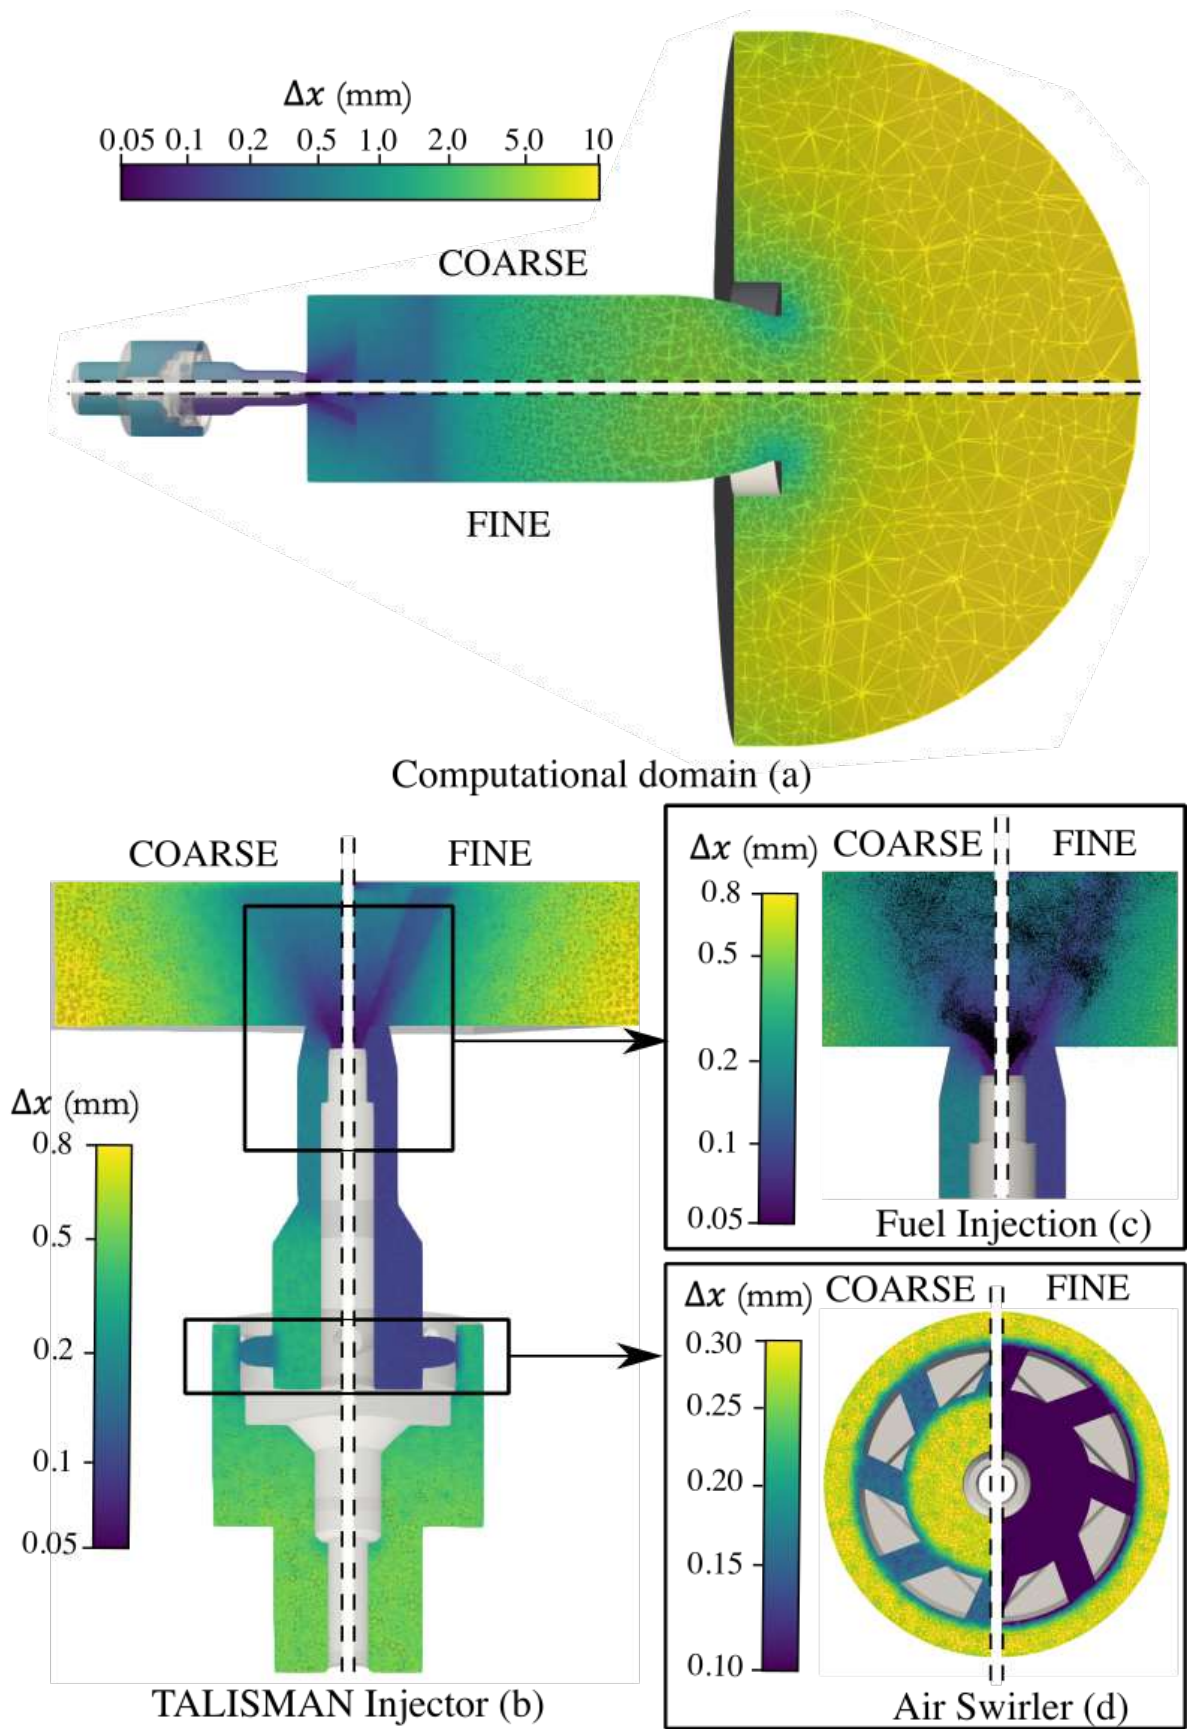 Δx (mm)
0.05 0.1 0.2 0.5 1.0 2.0 5.0 10
COARSE
FINE
Computational domain (a)
COARSE FINE
Δx (mm)
0.8
0.5
0.2
0.1
0.05
TALISMAN Injector (b)
Δx (mm) COARSE FINE
0.8
0.5
0.2
0.1
0.05
Fuel Injection (c)
COARSE FINE
Δx (mm)
0.30
0.25
0.20
0.15
0.10
Air Swirler (d)